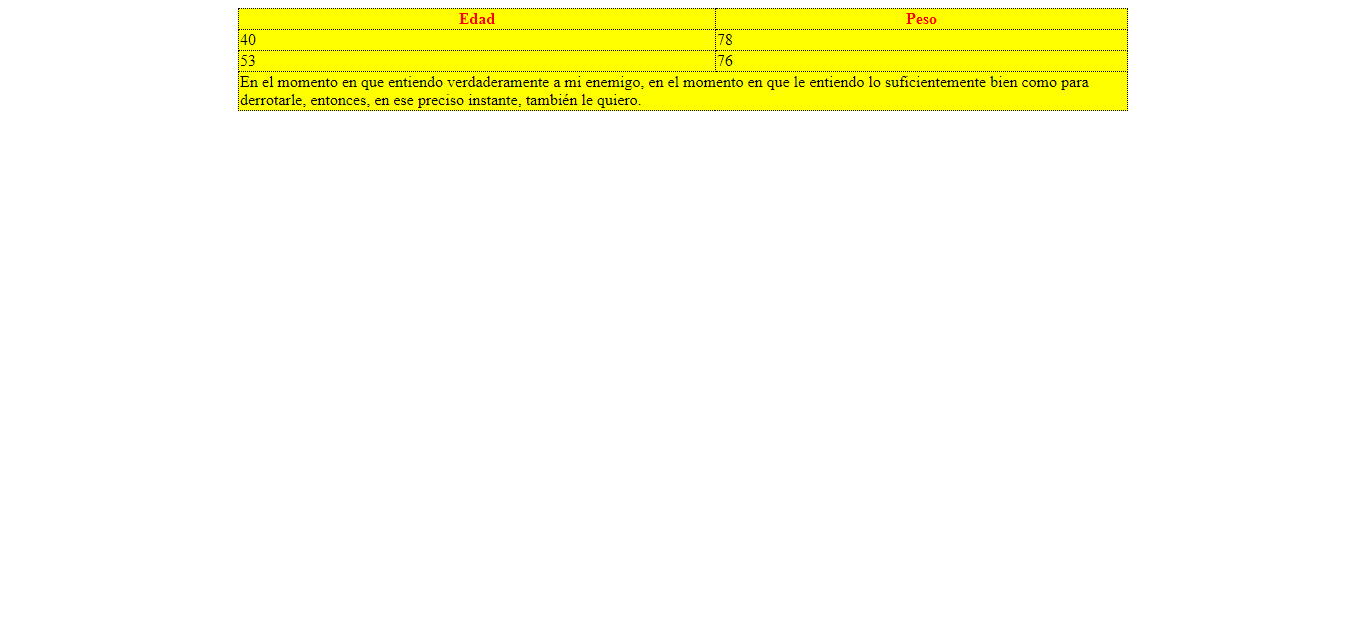 Edad Peso
40 78
53 76
En el momento en que entiendo verdaderamente a mi enemigo, en el momento en que le entiendo lo suficientemente bien como para
derrotarle, entonces, en ese preciso instante, también le quiero.